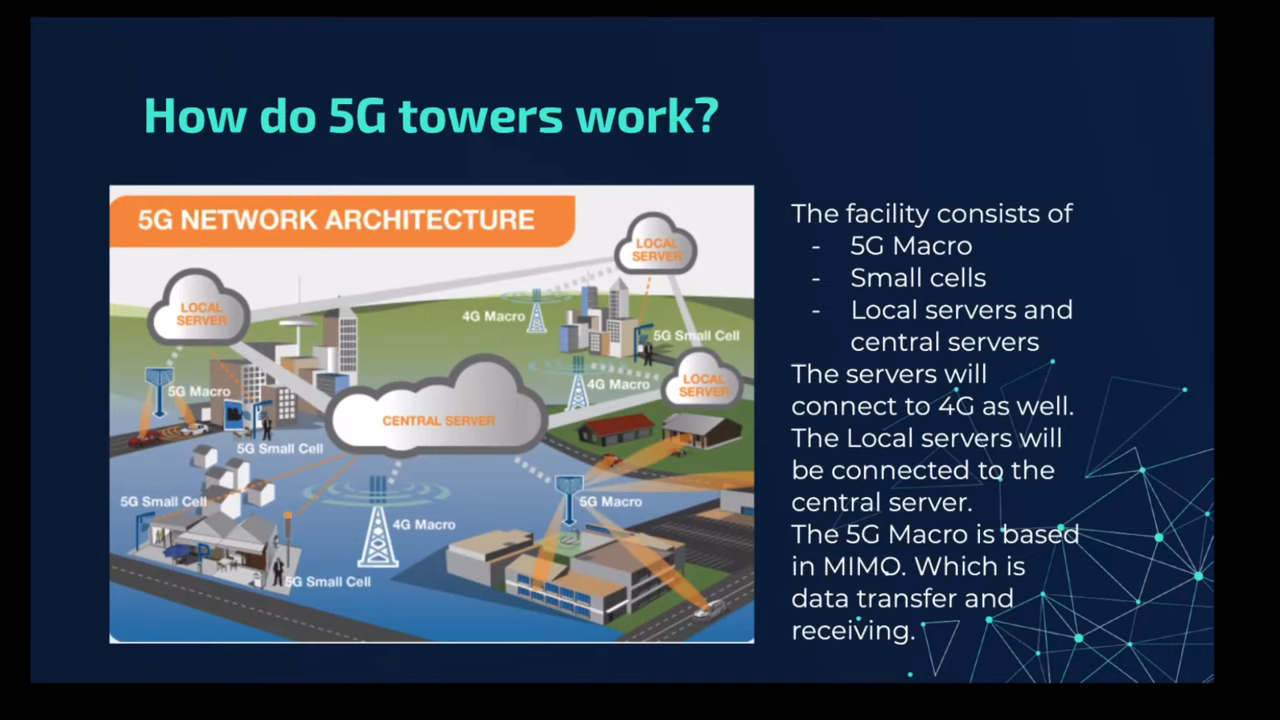 How do 5G towers work?
5G NETWORK ARCHITECTURE
LOCAL
SERVER
LOCAL
SERVER
4G Macro
5G Small Cell
5G Macro
4G Macro
LOCAL
SERVER
CENTRAL SERVER
5G Small Cell
5G Small Cell
5G Macro
4G Macro
P
5G Small Cell
The facility consists of
- 5G Macro
- Small cells
- Local servers and
central servers
The servers will
connect to 4G as well.
The Local servers will
be connected to the
central server.
The 5G Macro is based
in MIMO. Which is
data transfer and
receiving.